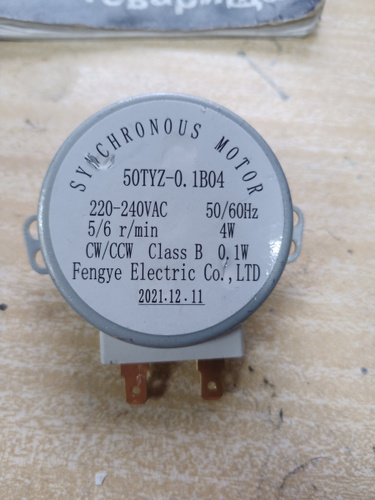 SYNCHRONOUS MOTOR
50TYZ-0.1B04
220-240VAC 50/60Hz
5/6 r/min 4W
CW/CCW Class B 0.1W
Fengye Electric Co.,LTD
2021.12.11